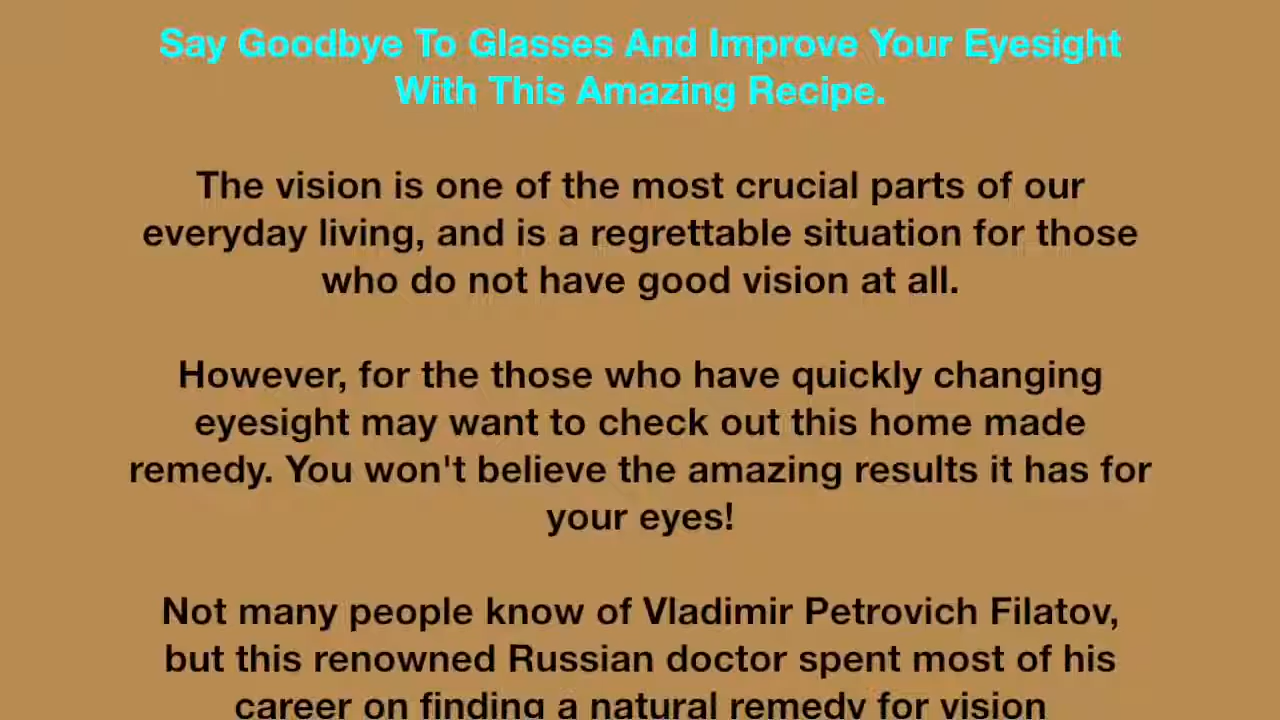 Say Goodbye To Glasses And Improve Your Eyesight
With This Amazing Recipe.
The vision is one of the most crucial parts of our
everyday living, and is a regrettable situation for those
who do not have good vision at all.
However, for the those who have quickly changing
eyesight may want to check out this home made
remedy. You won't believe the amazing results it has for
your eyes!
Not many people know of Vladimir Petrovich Filatov,
but this renowned Russian doctor spent most of his
career on finding a natural remedy for vision